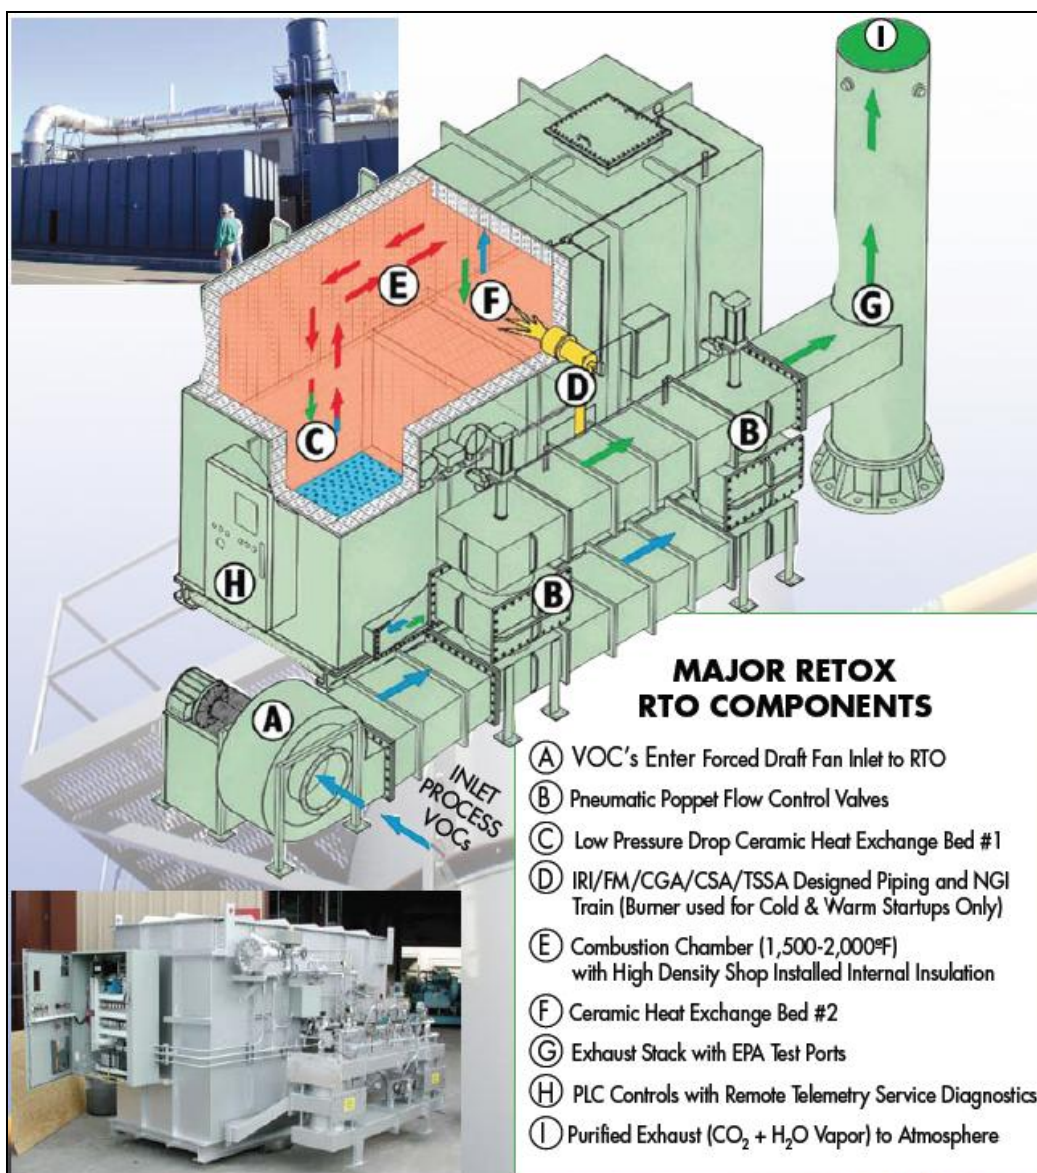 I
E
F
G
D
B
C
H
B
A
INLET
PROCESS
VOCs
MAJOR RETOX
RTO COMPONENTS
A VOC's Enter Forced Draft Fan Inlet to RTO
B Pneumatic Poppet Flow Control Valves
C Low Pressure Drop Ceramic Heat Exchange Bed #1
D IRI/FM/CGA/CSA/TSSA Designed Piping and NGI
Train (Burner used for Cold & Warm Startups Only)
E Combustion Chamber (1,500-2,000ºF)
with High Density Shop Installed Internal Insulation
F Ceramic Heat Exchange Bed #2
G Exhaust Stack with EPA Test Ports
H PLC Controls with Remote Telemetry Service Diagnostics
I Purified Exhaust (CO₂ + H₂O Vapor) to Atmosphere